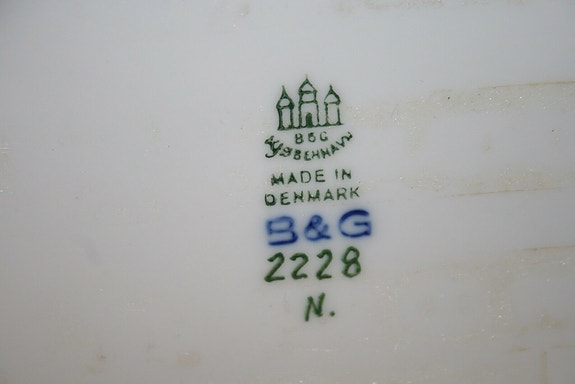 B&G
KJØBENHAVN
MADE IN
DENMARK
B&G
2228
N.